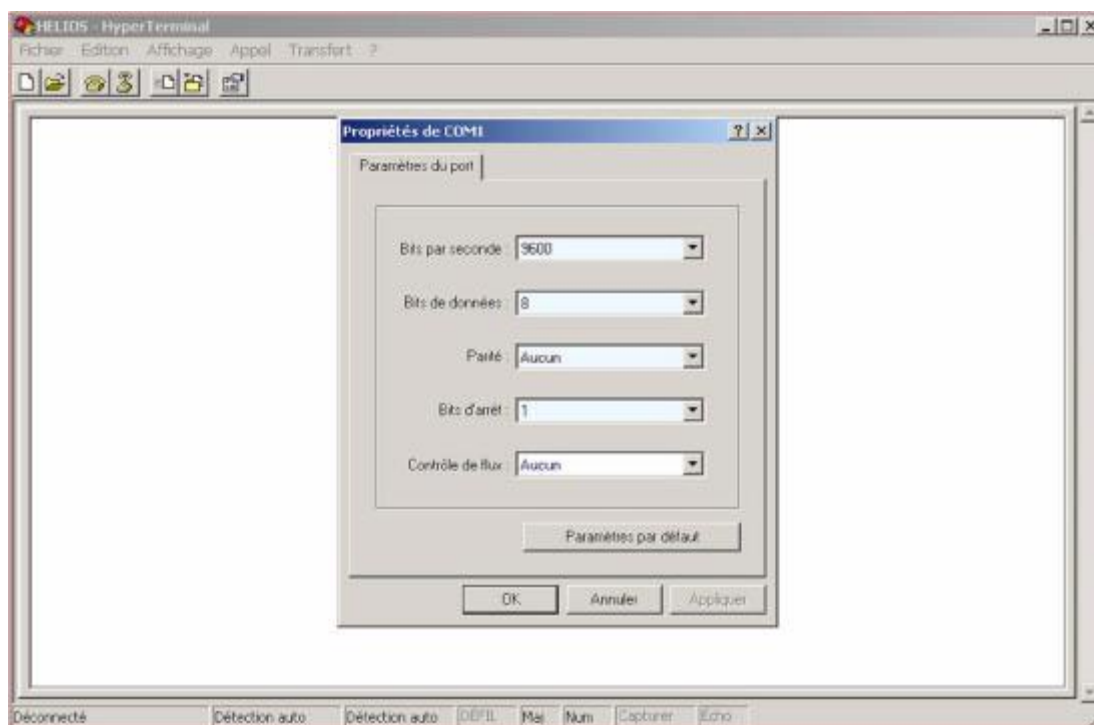 HELIOS - HyperTerminal
Fichier Edition Affichage Appel Transfert ?
Propriétés de COM1
Paramètres du port
Bits par seconde : 9600
Bits de données : 8
Parité : Aucun
Bits d'arrêt : 1
Contrôle de flux : Aucun
Paramètres par défaut
OK Annuler Appliquer
Déconnecté Détection auto Détection auto DÉFIL Maj Num Capturer Écho